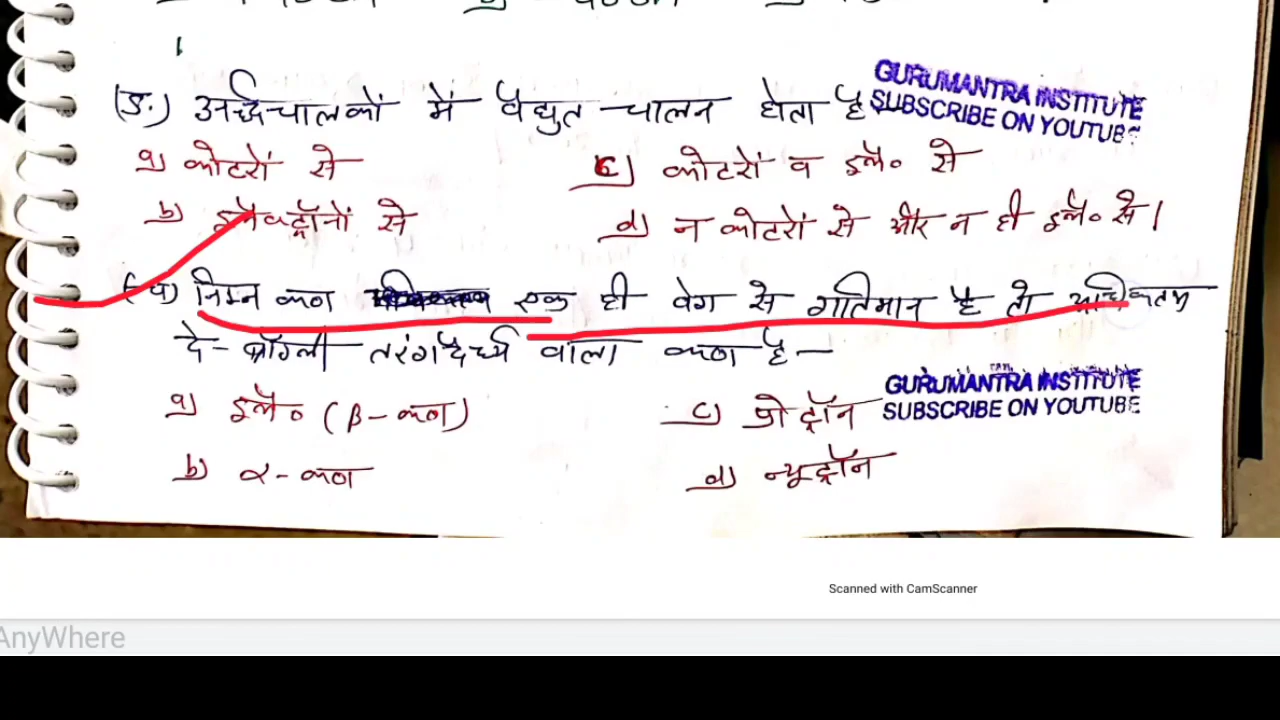 (ङ.) अर्द्धचालकों में वैद्युत चालन होता है
GURUMANTRA INSTITUTE
SUBSCRIBE ON YOUTUBE
a) कोटरों से
c) कोटरों व इलै० से
b) इलैक्ट्रॉनों से
d) न कोटरों से और न ही इलै० से।
(च) निम्न कण एक ही वेग से गतिमान है तो अधिकतम
दे-ब्रॉग्ली तरंगदैर्ध्य वाला कण है –
GURUMANTRA INSTITUTE
SUBSCRIBE ON YOUTUBE
a) इलै० (β-कण)
c) प्रोट्रॉन
b) α-कण
d) न्यूट्रॉन
Scanned with CamScanner
AnyWhere